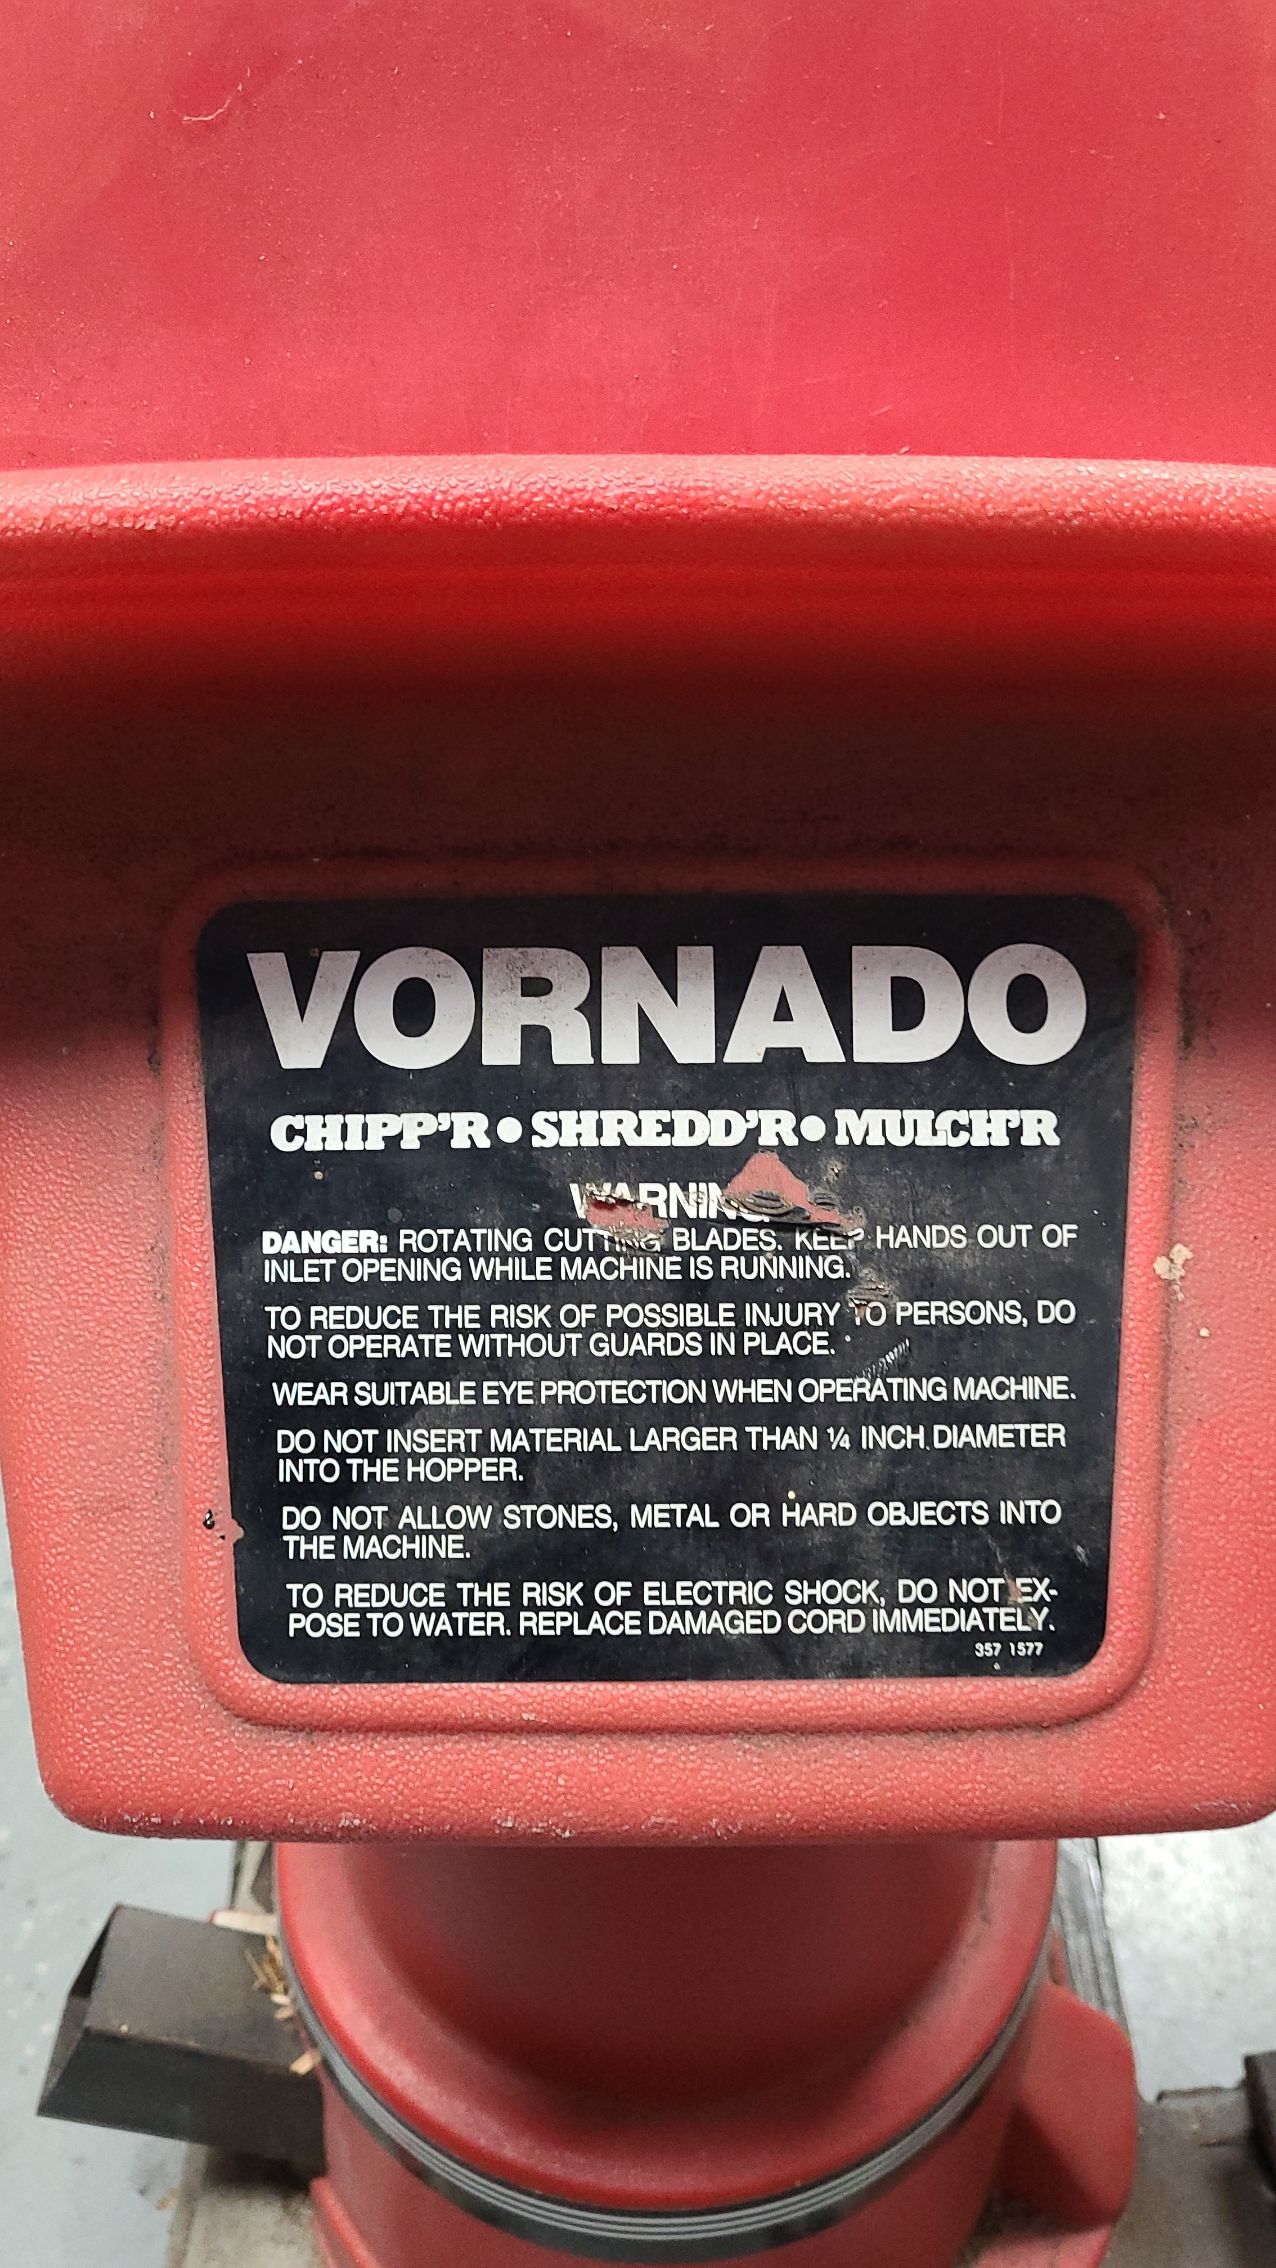 VORNADO
CHIPP'R • SHREDD'R • MULCH'R
WARNING
DANGER: ROTATING CUTTING BLADES. KEEP HANDS OUT OF
INLET OPENING WHILE MACHINE IS RUNNING.
TO REDUCE THE RISK OF POSSIBLE INJURY TO PERSONS, DO
NOT OPERATE WITHOUT GUARDS IN PLACE.
WEAR SUITABLE EYE PROTECTION WHEN OPERATING MACHINE.
DO NOT INSERT MATERIAL LARGER THAN ¼ INCH DIAMETER
INTO THE HOPPER.
DO NOT ALLOW STONES, METAL OR HARD OBJECTS INTO
THE MACHINE.
TO REDUCE THE RISK OF ELECTRIC SHOCK, DO NOT EX-
POSE TO WATER. REPLACE DAMAGED CORD IMMEDIATELY.
357 1577